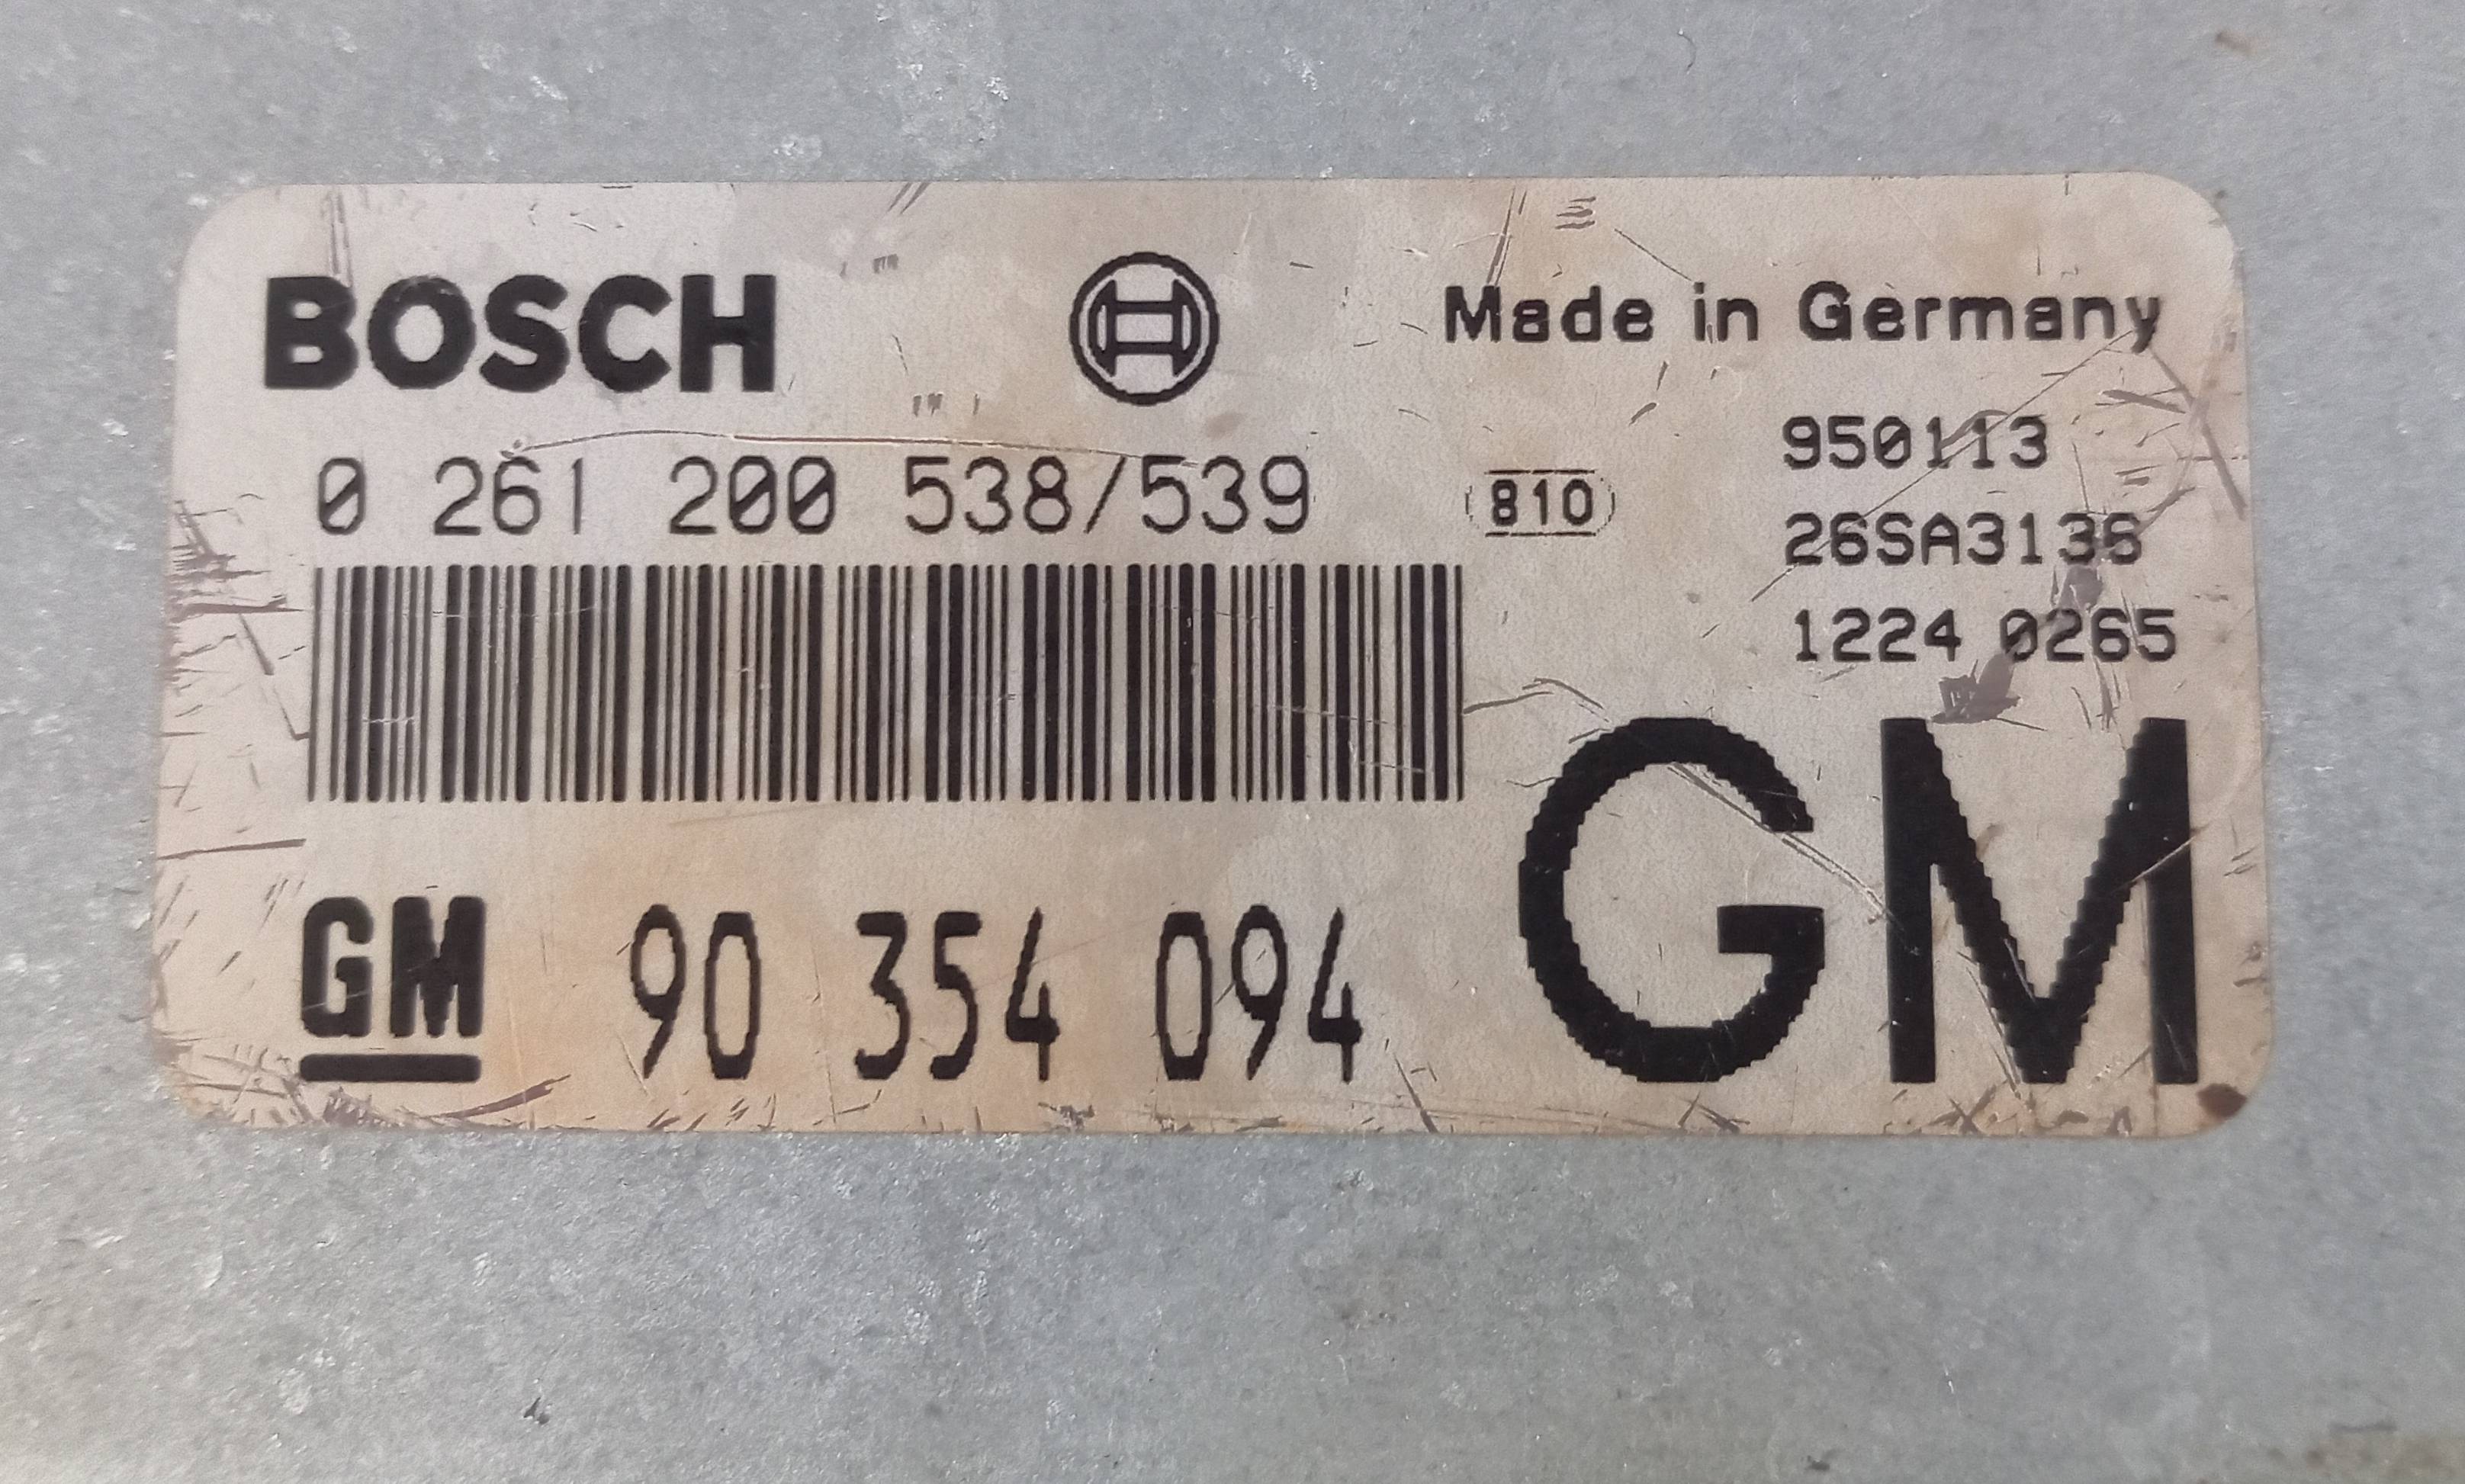 BOSCH
Made in Germany
0 261 200 538/539
810
950113
26SA3136
1224 0265
GM 90 354 094
GM